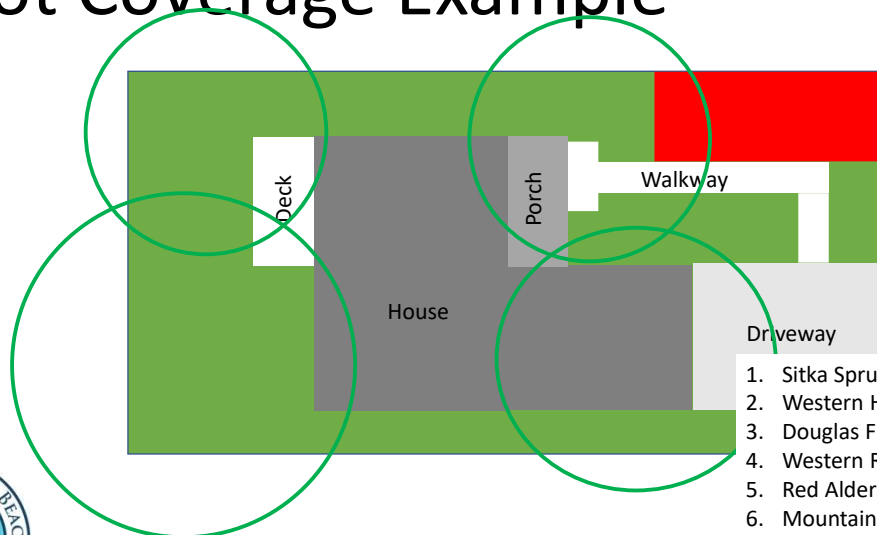 ot Coverage Example
Deck
Porch
Walkway
House
Driveway
1. Sitka Spru
2. Western H
3. Douglas F
4. Western R
5. Red Alder
6. Mountain
BEAC